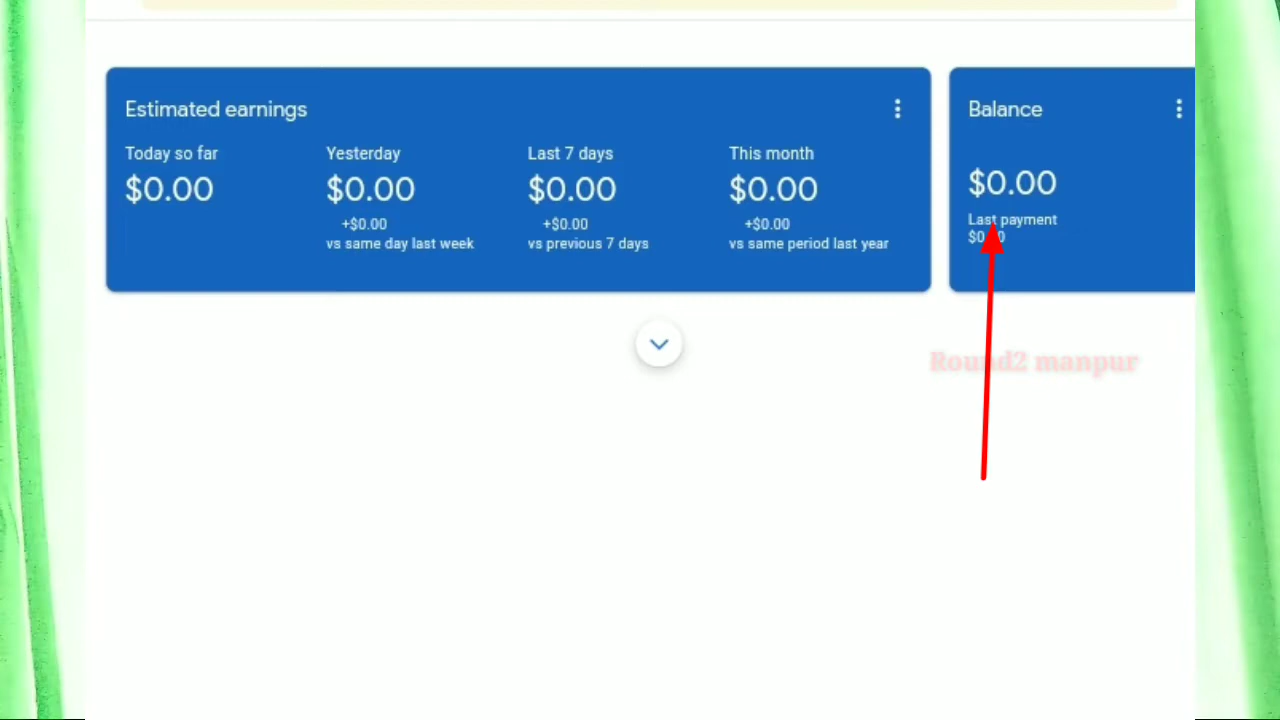 Estimated earnings
Today so far
$0.00
Yesterday
$0.00
+$0.00
vs same day last week
Last 7 days
$0.00
+$0.00
vs previous 7 days
This month
$0.00
+$0.00
vs same period last year
Balance
$0.00
Last payment
Round2 manpur